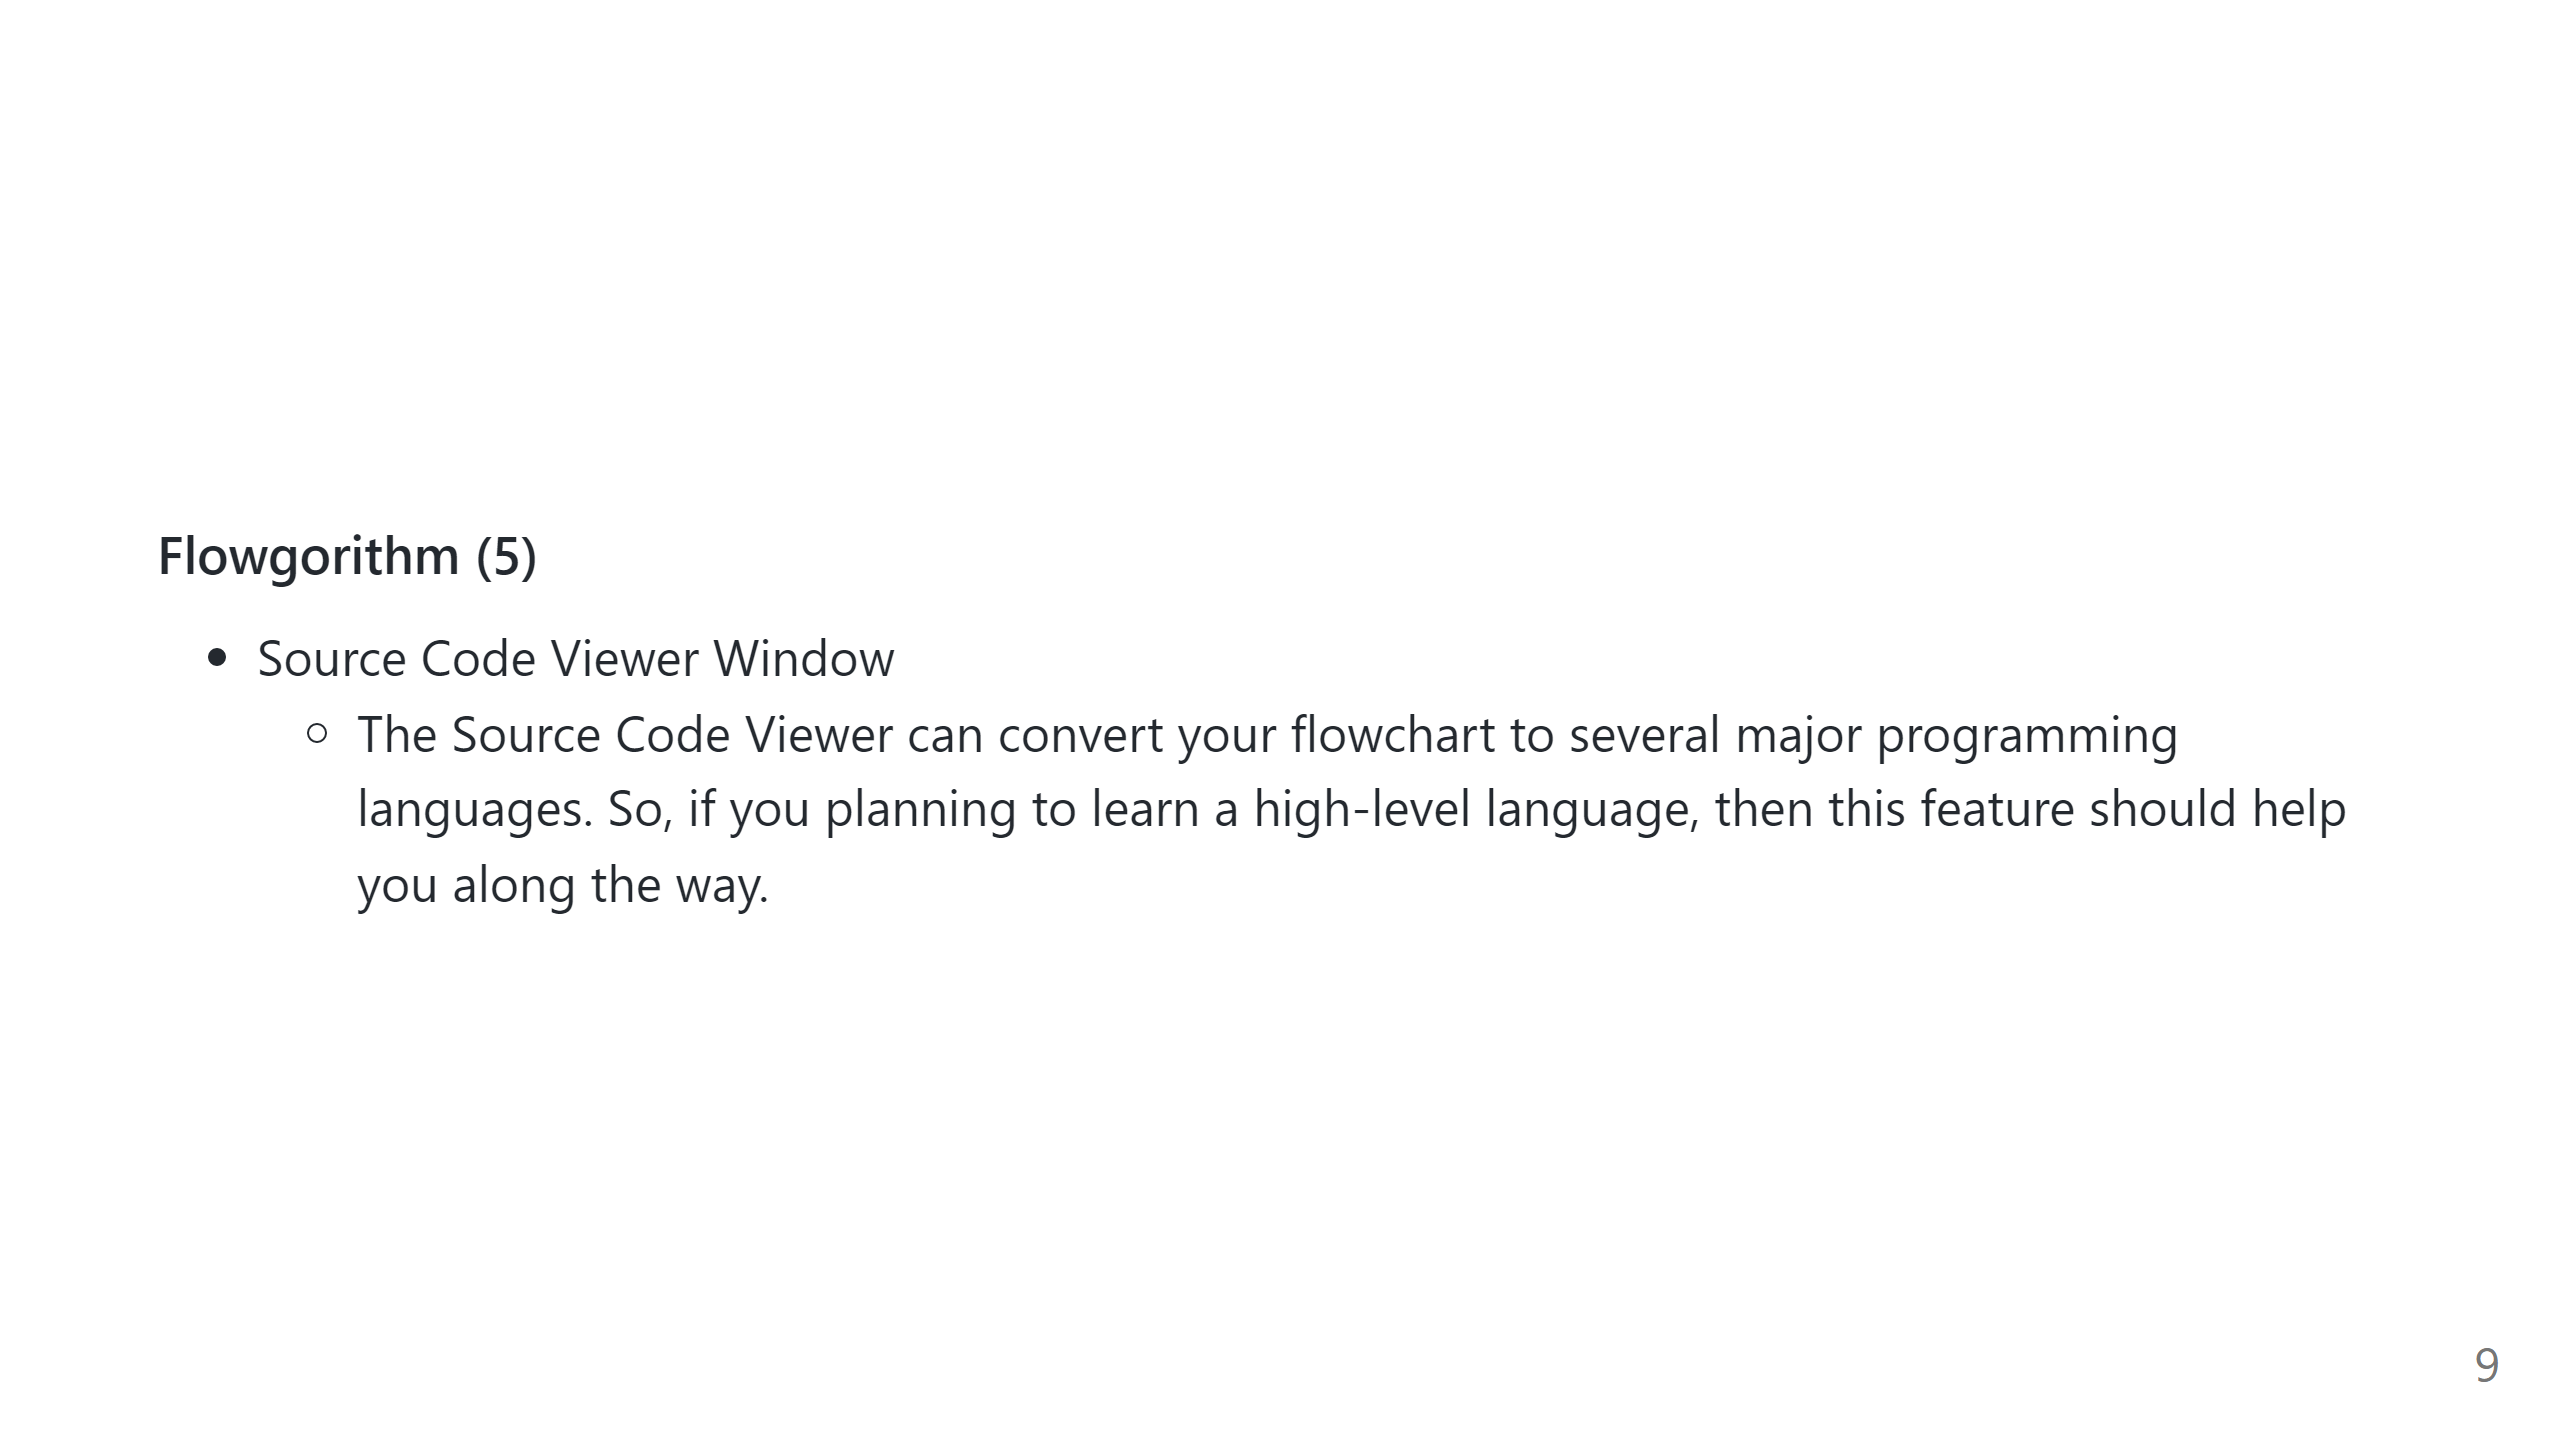 Flowgorithm (5)
Source Code Viewer Window
The Source Code Viewer can convert your flowchart to several major programming
languages. So, if you planning to learn a high-level language, then this feature should help
you along the way.
9